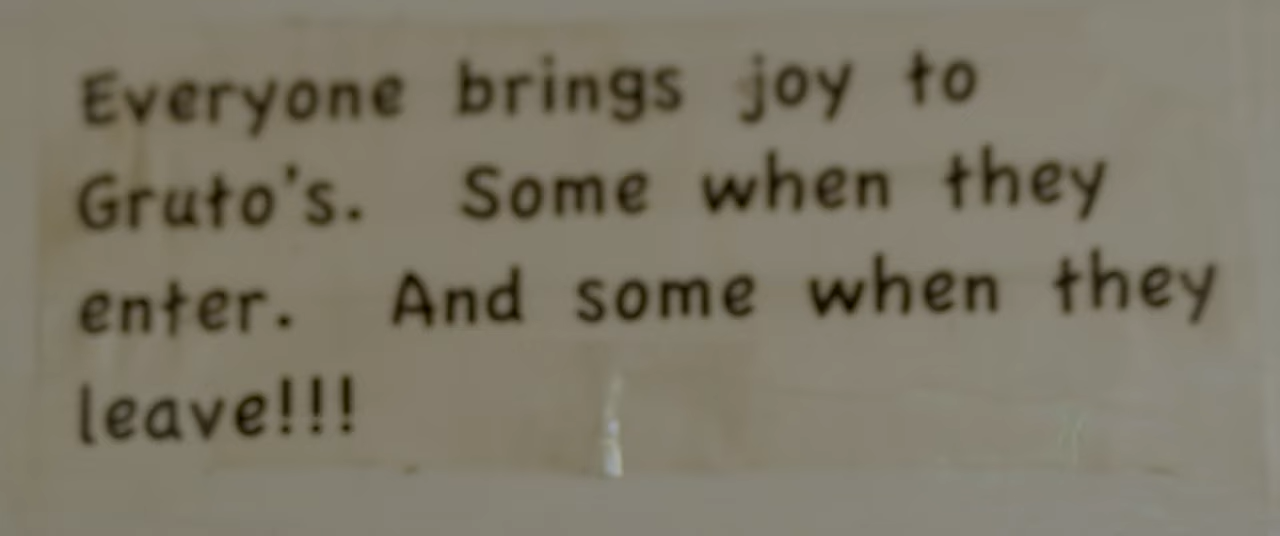 Everyone brings joy to
Gruto's. Some when they
enter. And some when they
leave!!!